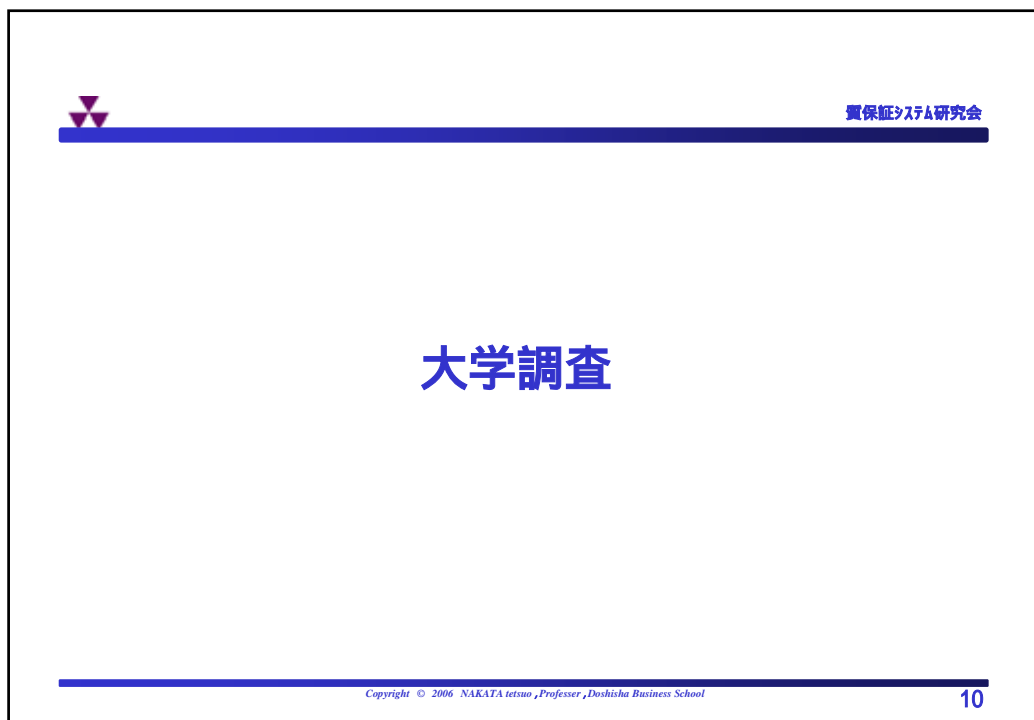 質保証ｼｽﾃﾑ研究会
大学調査
Copyright © 2006 NAKATA tetsuo , Professer , Doshisha Business School
10